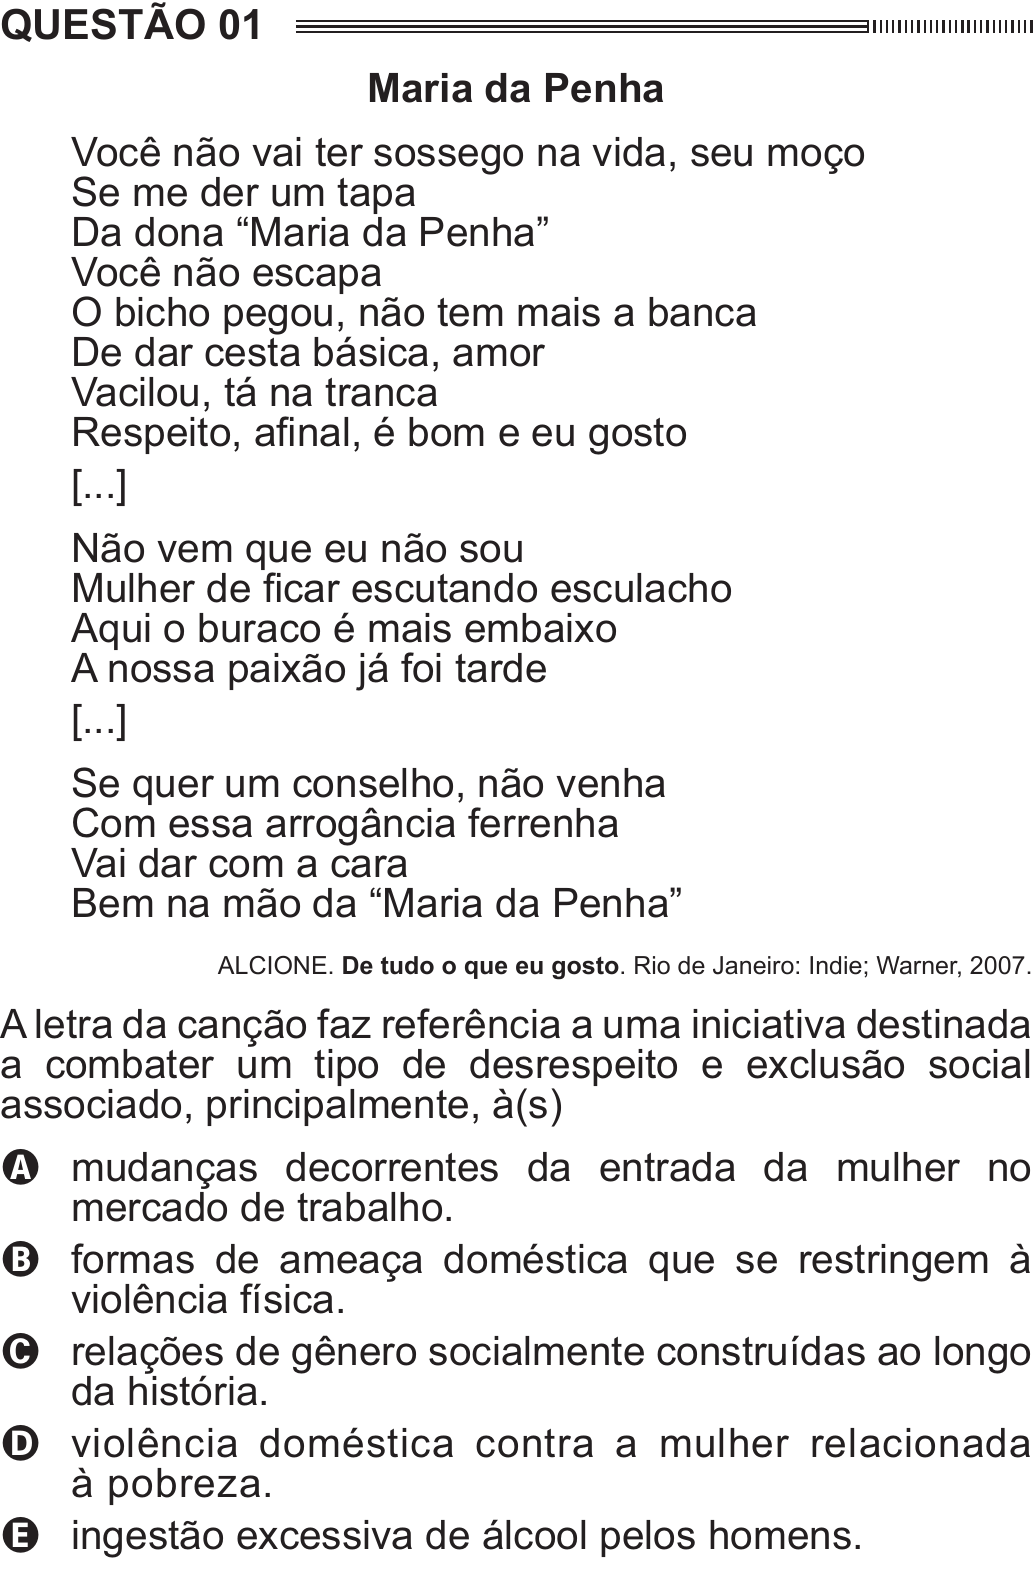 QUESTÃO 01
Maria da Penha
Você não vai ter sossego na vida, seu moço
Se me der um tapa
Da dona “Maria da Penha”
Você não escapa
O bicho pegou, não tem mais a banca
De dar cesta básica, amor
Vacilou, tá na tranca
Respeito, afinal, é bom e eu gosto
[...]
Não vem que eu não sou
Mulher de ficar escutando esculacho
Aqui o buraco é mais embaixo
A nossa paixão já foi tarde
[...]
Se quer um conselho, não venha
Com essa arrogância ferrenha
Vai dar com a cara
Bem na mão da “Maria da Penha”
ALCIONE. De tudo o que eu gosto. Rio de Janeiro: Indie; Warner, 2007.
A letra da canção faz referência a uma iniciativa destinada
a combater um tipo de desrespeito e exclusão social
associado, principalmente, à(s)
A mudanças decorrentes da entrada da mulher no
mercado de trabalho.
B formas de ameaça doméstica que se restringem à
violência física.
C relações de gênero socialmente construídas ao longo
da história.
D violência doméstica contra a mulher relacionada
à pobreza.
E ingestão excessiva de álcool pelos homens.